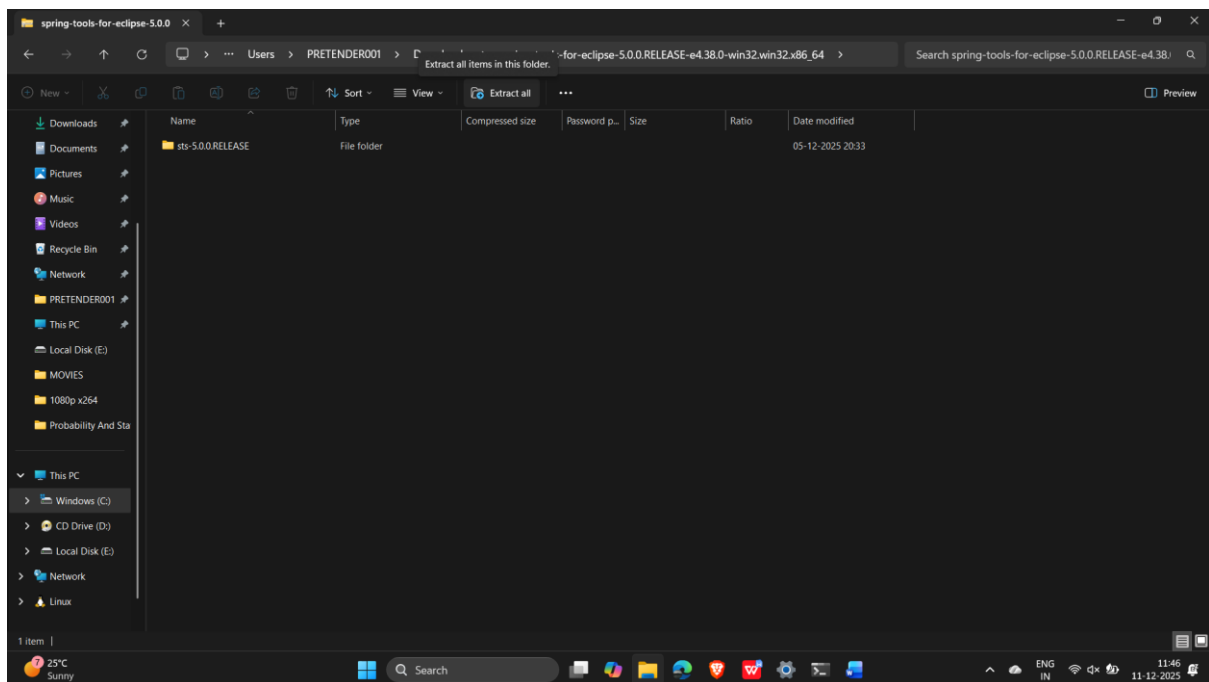 spring-tools-for-eclipse-5.0.0
Users > PRETENDER001 > -for-eclipse-5.0.0.RELEASE-e4.38.0-win32.win32.x86_64 >
Search spring-tools-for-eclipse-5.0.0.RELEASE-e4.38.
Extract all items in this folder.
New Sort View Extract all ••• Preview
Name Type Compressed size Password p... Size Ratio Date modified
sts-5.0.0.RELEASE File folder 05-12-2025 20:33
Downloads
Documents
Pictures
Music
Videos
Recycle Bin
Network
PRETENDER001
This PC
Local Disk (E:)
MOVIES
1080p x264
Probability And Sta
This PC
Windows (C:)
CD Drive (D:)
Local Disk (E:)
Network
Linux
1 item
7
25°C
Sunny
Search
ENG
IN
11:46
11-12-2025